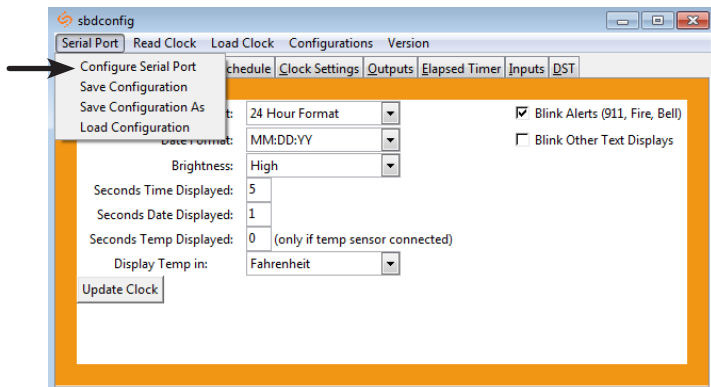 sbdconfig
Serial Port Read Clock Load Clock Configurations Version
Configure Serial Port
chedule Clock Settings Outputs Elapsed Timer Inputs DST
Save Configuration
Save Configuration As
t: 24 Hour Format Blink Alerts (911, Fire, Bell)
Load Configuration
Date Format: MM:DD:YY Blink Other Text Displays
Brightness: High
Seconds Time Displayed: 5
Seconds Date Displayed: 1
Seconds Temp Displayed: 0 (only if temp sensor connected)
Display Temp in: Fahrenheit
Update Clock